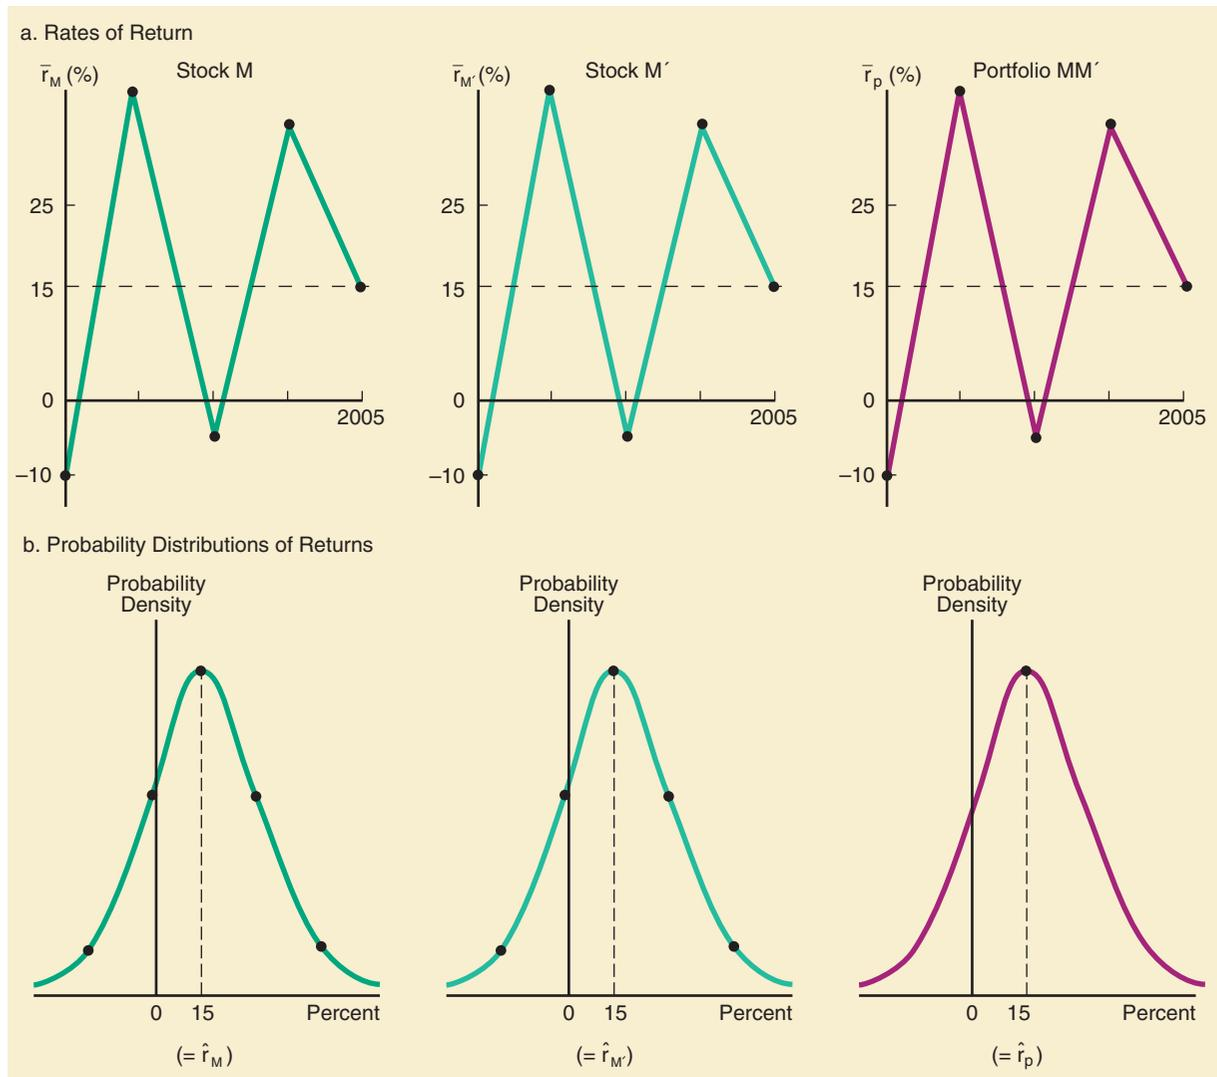 a. Rates of Return
r̅M (%) Stock M
25
15
0
2005
–10
r̅M´ (%) Stock M´
25
15
0
2005
–10
r̅p (%) Portfolio MM´
25
15
0
2005
–10
b. Probability Distributions of Returns
Probability
Density
0 15 Percent
(= r̂M)
Probability
Density
0 15 Percent
(= r̂M´)
Probability
Density
0 15 Percent
(= r̂p)